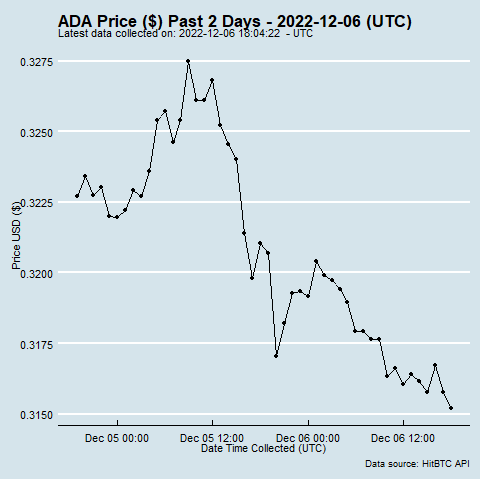 ADA Price ($) Past 2 Days - 2022-12-06 (UTC)
Latest data collected on: 2022-12-06 18:04:22 - UTC
Price USD ($)
0.3275
0.3250
0.3225
0.3200
0.3175
0.3150
Dec 05 00:00 Dec 05 12:00 Dec 06 00:00 Dec 06 12:00
Date Time Collected (UTC)
Data source: HitBTC API